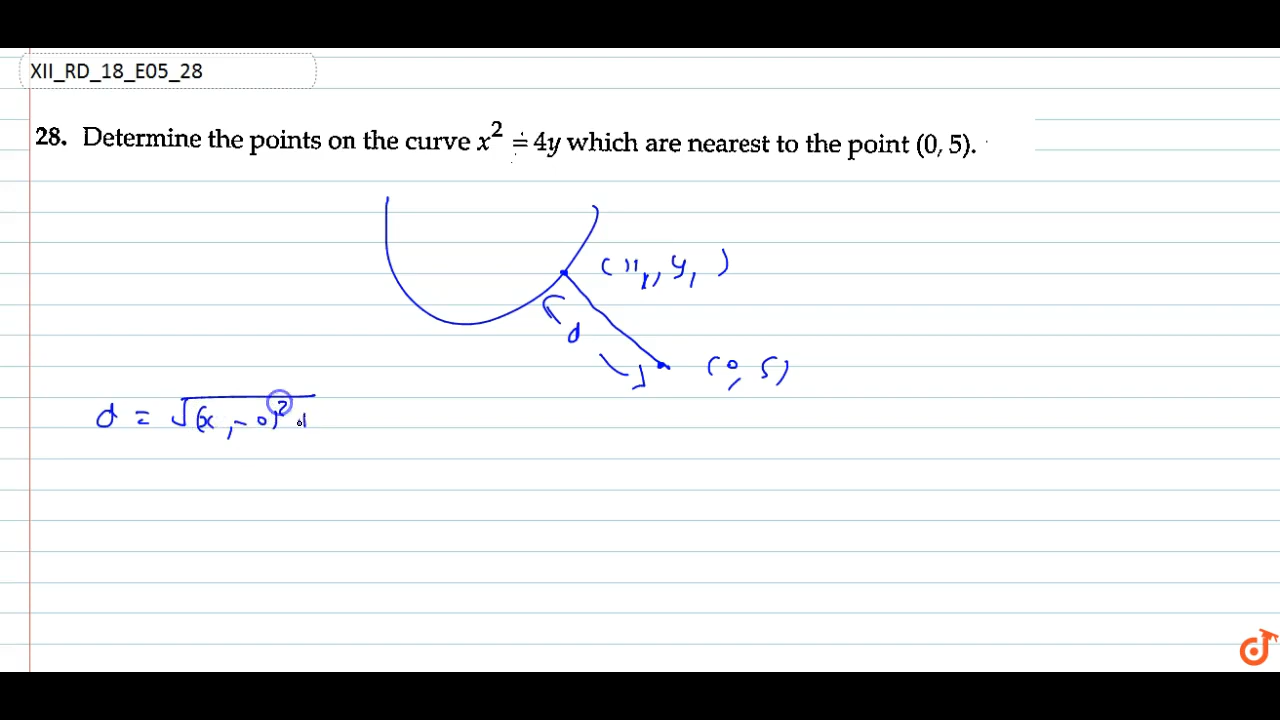 XII_RD_18_E05_28
28. Determine the points on the curve x² = 4y which are nearest to the point (0, 5).
(x₁, y₁)
d
(0, 5)
d = √(x₁ - 0)² +